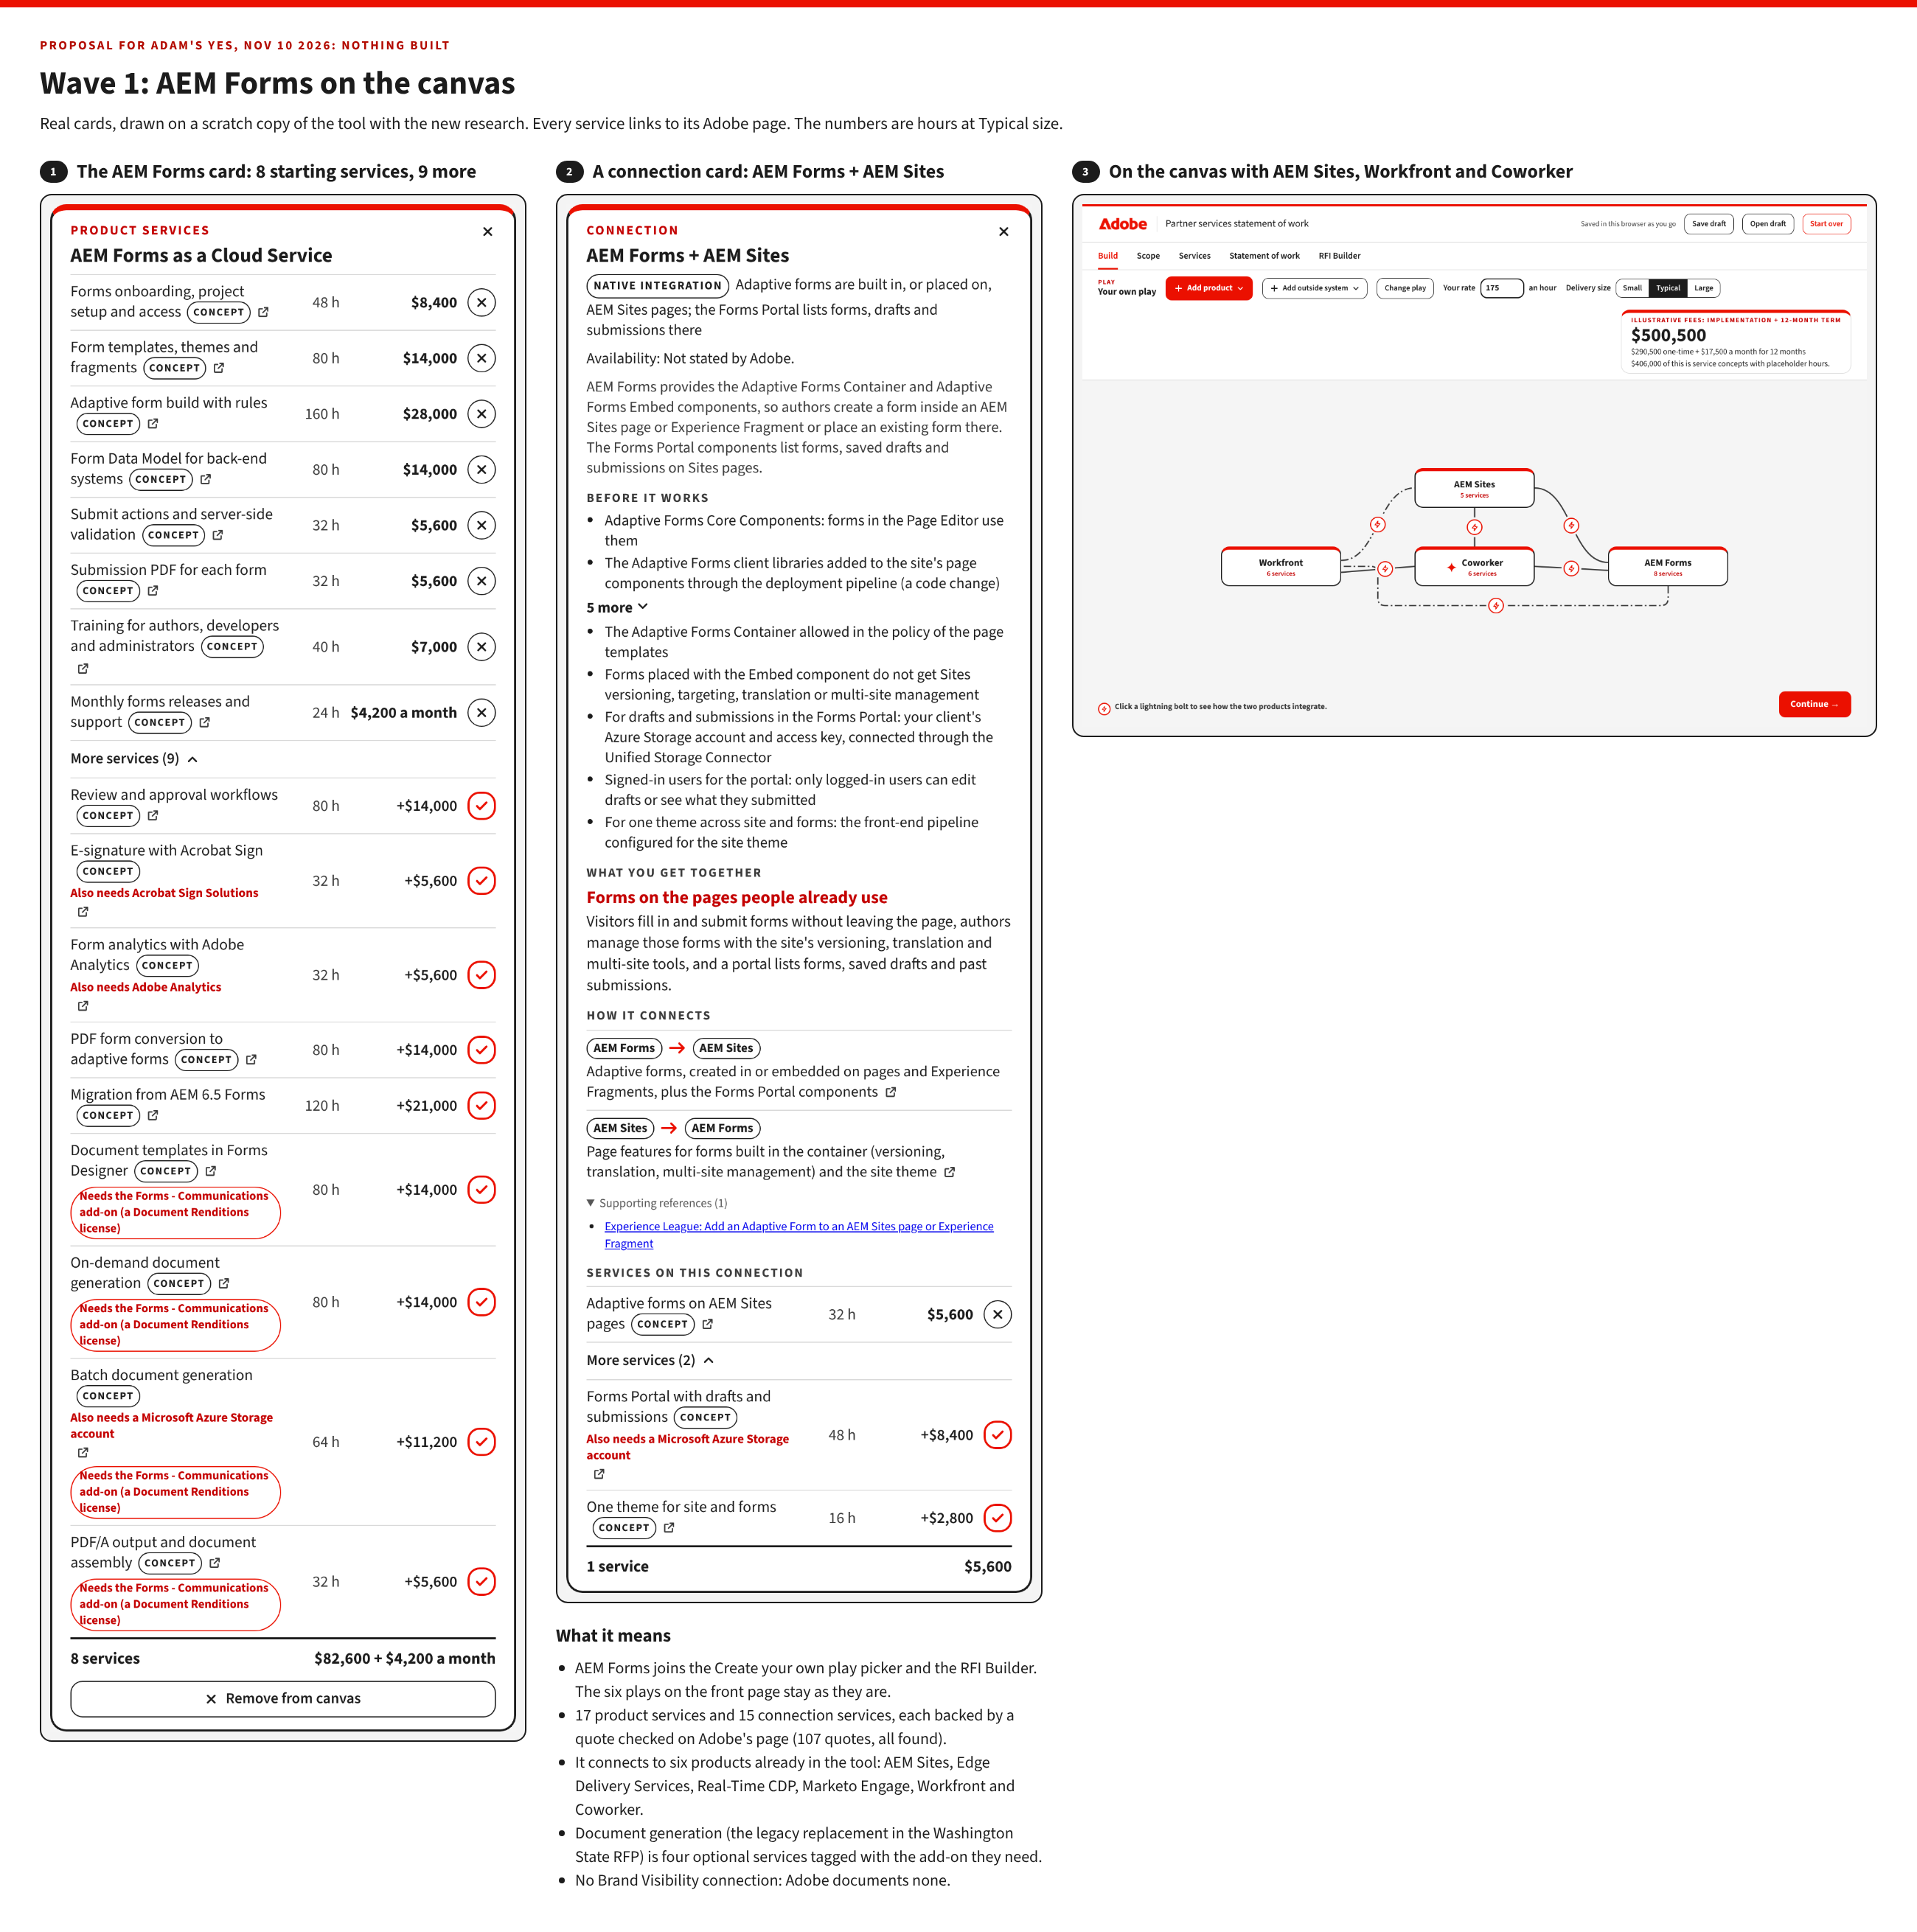 PROPOSAL FOR ADAM'S YES, NOV 10 2026: NOTHING BUILT
Wave 1: AEM Forms on the canvas
Real cards, drawn on a scratch copy of the tool with the new research. Every service links to its Adobe page. The numbers are hours at Typical size.
1 The AEM Forms card: 8 starting services, 9 more
PRODUCT SERVICES
AEM Forms as a Cloud Service
Forms onboarding, project
setup and access CONCEPT 48 h $8,400
Form templates, themes and
fragments CONCEPT 80 h $14,000
Adaptive form build with rules
CONCEPT 160 h $28,000
Form Data Model for back-end
systems CONCEPT 80 h $14,000
Submit actions and server-side
validation CONCEPT 32 h $5,600
Submission PDF for each form
CONCEPT 32 h $5,600
Training for authors, developers
and administrators CONCEPT 40 h $7,000
Monthly forms releases and
support CONCEPT 24 h $4,200 a month
More services (9)
Review and approval workflows
CONCEPT 80 h +$14,000
E-signature with Acrobat Sign
CONCEPT 32 h +$5,600
Also needs Acrobat Sign Solutions
Form analytics with Adobe
Analytics CONCEPT 32 h +$5,600
Also needs Adobe Analytics
PDF form conversion to
adaptive forms CONCEPT 80 h +$14,000
Migration from AEM 6.5 Forms
CONCEPT 120 h +$21,000
Document templates in Forms
Designer CONCEPT 80 h +$14,000
Needs the Forms - Communications
add-on (a Document Renditions
license)
On-demand document
generation CONCEPT 80 h +$14,000
Needs the Forms - Communications
add-on (a Document Renditions
license)
Batch document generation
CONCEPT
Also needs a Microsoft Azure Storage
account
64 h +$11,200
Needs the Forms - Communications
add-on (a Document Renditions
license)
PDF/A output and document
assembly CONCEPT 32 h +$5,600
Needs the Forms - Communications
add-on (a Document Renditions
license)
8 services $82,600 + $4,200 a month
Remove from canvas
2 A connection card: AEM Forms + AEM Sites
CONNECTION
AEM Forms + AEM Sites
NATIVE INTEGRATION Adaptive forms are built in, or placed on,
AEM Sites pages; the Forms Portal lists forms, drafts and
submissions there
Availability: Not stated by Adobe.
AEM Forms provides the Adaptive Forms Container and Adaptive
Forms Embed components, so authors create a form inside an AEM
Sites page or Experience Fragment or place an existing form there.
The Forms Portal components list forms, saved drafts and
submissions on Sites pages.
BEFORE IT WORKS
• Adaptive Forms Core Components: forms in the Page Editor use
them
• The Adaptive Forms client libraries added to the site's page
components through the deployment pipeline (a code change)
5 more
• The Adaptive Forms Container allowed in the policy of the page
templates
• Forms placed with the Embed component do not get Sites
versioning, targeting, translation or multi-site management
• For drafts and submissions in the Forms Portal: your client's
Azure Storage account and access key, connected through the
Unified Storage Connector
• Signed-in users for the portal: only logged-in users can edit
drafts or see what they submitted
• For one theme across site and forms: the front-end pipeline
configured for the site theme
WHAT YOU GET TOGETHER
Forms on the pages people already use
Visitors fill in and submit forms without leaving the page, authors
manage those forms with the site's versioning, translation and
multi-site tools, and a portal lists forms, saved drafts and past
submissions.
HOW IT CONNECTS
AEM Forms → AEM Sites
Adaptive forms, created in or embedded on pages and Experience
Fragments, plus the Forms Portal components
AEM Sites → AEM Forms
Page features for forms built in the container (versioning,
translation, multi-site management) and the site theme
▼ Supporting references (1)
• Experience League: Add an Adaptive Form to an AEM Sites page or Experience
Fragment
SERVICES ON THIS CONNECTION
Adaptive forms on AEM Sites
pages CONCEPT 32 h $5,600
More services (2)
Forms Portal with drafts and
submissions CONCEPT
Also needs a Microsoft Azure Storage
account
48 h +$8,400
One theme for site and forms
CONCEPT 16 h +$2,800
1 service $5,600
What it means
• AEM Forms joins the Create your own play picker and the RFI Builder.
The six plays on the front page stay as they are.
• 17 product services and 15 connection services, each backed by a
quote checked on Adobe's page (107 quotes, all found).
• It connects to six products already in the tool: AEM Sites, Edge
Delivery Services, Real-Time CDP, Marketo Engage, Workfront and
Coworker.
• Document generation (the legacy replacement in the Washington
State RFP) is four optional services tagged with the add-on they need.
• No Brand Visibility connection: Adobe documents none.
3 On the canvas with AEM Sites, Workfront and Coworker
Adobe Partner services statement of work Saved in this browser as you go Save draft Open draft Start over
Build Scope Services Statement of work RFI Builder
PLAY
Your own play + Add product + Add outside system Change play Your rate 175 an hour Delivery size Small Typical Large
ILLUSTRATIVE FEES: IMPLEMENTATION + 12-MONTH TERM
$500,500
$290,500 one-time + $17,500 a month for 12 months
$406,000 of this is service concepts with placeholder hours.
AEM Sites
5 services
Workfront
6 services
Coworker
6 services
AEM Forms
8 services
Click a lightning bolt to see how the two products integrate.
Continue →